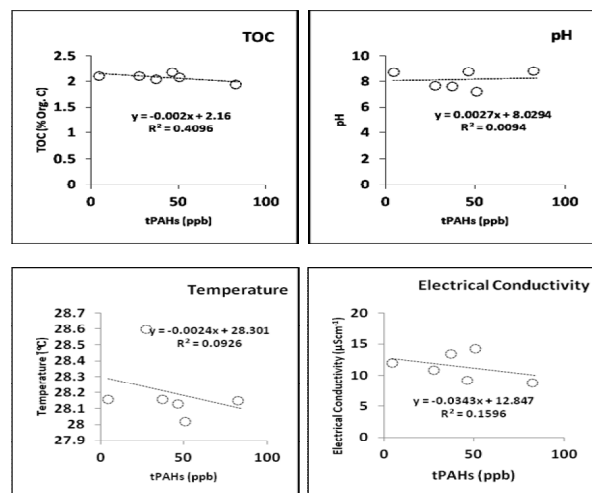 TOC
2.5
2
1.5
1
0.5
0
TOC (% Org. C)
y = -0.002x + 2.16
R² = 0.4096
0 50 100
tPAHs (ppb)
pH
10
8
6
4
2
0
pH
y = 0.0027x + 8.0294
R² = 0.0094
0 50 100
tPAHs (ppb)
Temperature
28.7
28.6
28.5
28.4
28.3
28.2
28.1
28
27.9
Temperature (°C)
y = -0.0024x + 28.301
R² = 0.0926
0 50 100
tPAHs (ppb)
Electrical Conductivity
20
15
10
5
0
Electrical Conductivity (µScm⁻¹)
y = -0.0343x + 12.847
R² = 0.1596
0 50 100
tPAHs (ppb)